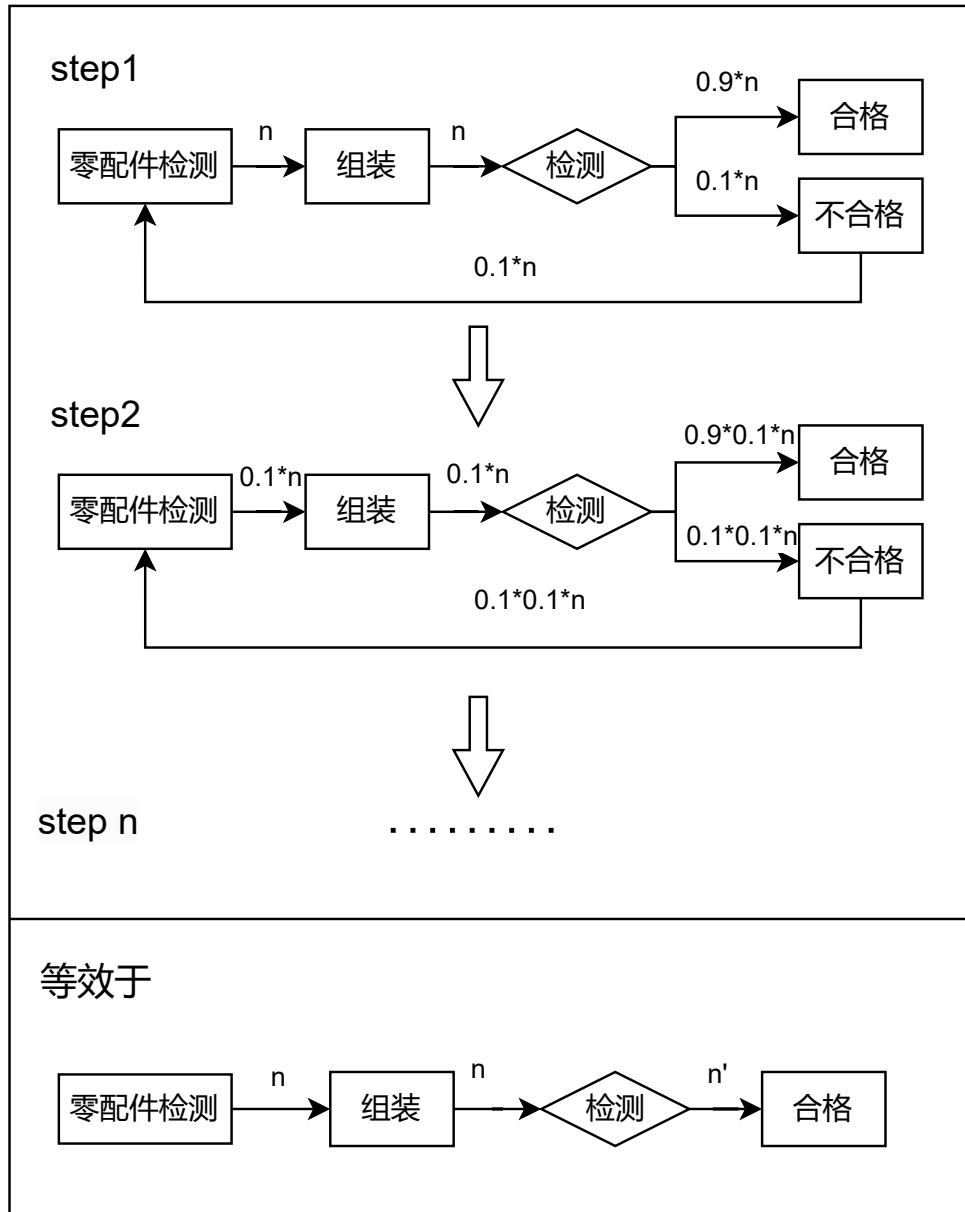 step1
0.9*n
n
n
合格
零配件检测
组装
检测
0.1*n
不合格
0.1*n
step2
0.9*0.1*n
0.1*n
0.1*n
合格
零配件检测
组装
检测
0.1*0.1*n
不合格
0.1*0.1*n
step n
.........
等效于
n
n
n'
零配件检测
组装
检测
合格